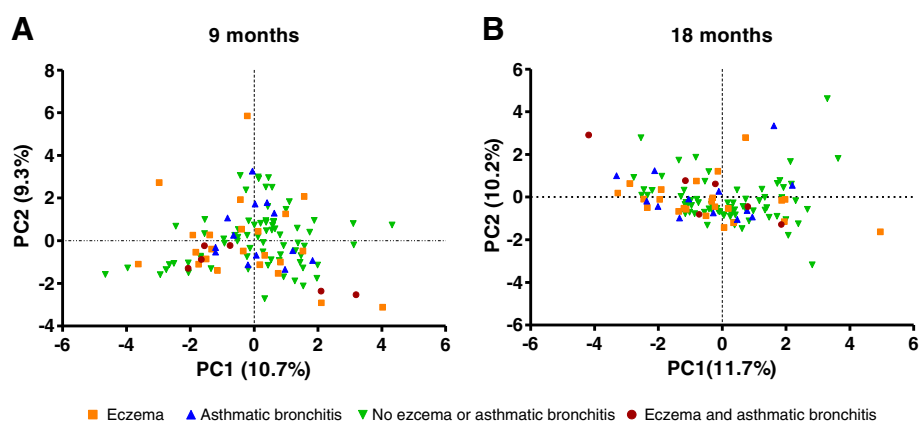 A
9 months
8
6
4
2
0
-2
-4
PC2 (9.3%)
-6
-4
-2
0
2
4
6
PC1 (10.7%)
B
18 months
6
4
2
0
-2
-4
-6
PC2 (10.2%)
-6
-4
-2
0
2
4
6
PC1(11.7%)
Eczema
Asthmatic bronchitis
No ezcema or asthmatic bronchitis
Eczema and asthmatic bronchitis